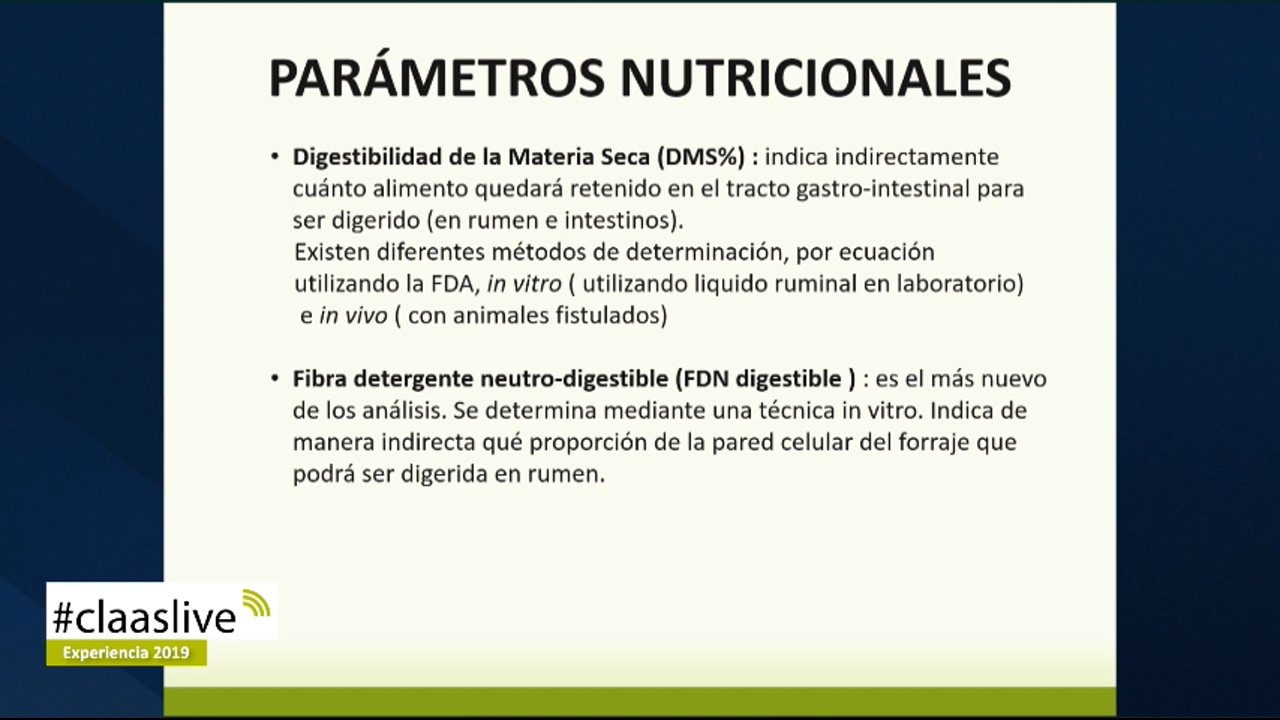 PARÁMETROS NUTRICIONALES
• Digestibilidad de la Materia Seca (DMS%) : indica indirectamente
cuánto alimento quedará retenido en el tracto gastro-intestinal para
ser digerido (en rumen e intestinos).
Existen diferentes métodos de determinación, por ecuación
utilizando la FDA, in vitro ( utilizando liquido ruminal en laboratorio)
e in vivo ( con animales fistulados)
• Fibra detergente neutro-digestible (FDN digestible ) : es el más nuevo
de los análisis. Se determina mediante una técnica in vitro. Indica de
manera indirecta qué proporción de la pared celular del forraje que
podrá ser digerida en rumen.
#claaslive
Experiencia 2019